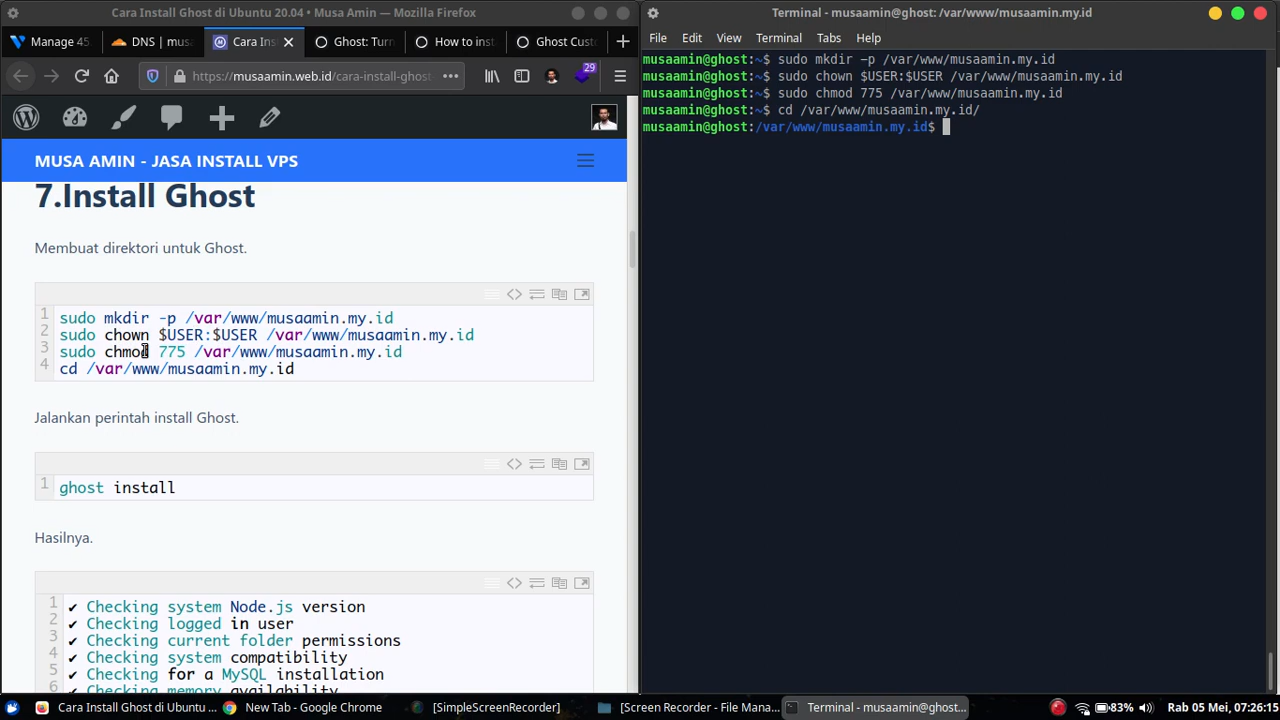 Cara Install Ghost di Ubuntu 20.04 • Musa Amin — Mozilla Firefox
Manage 45
DNS | mus
Cara Ins
Ghost: Turn
How to inst
Ghost Cust
https://musaamin.web.id/cara-install-ghost
29
MUSA AMIN - JASA INSTALL VPS
7.Install Ghost
Membuat direktori untuk Ghost.
1 sudo mkdir -p /var/www/musaamin.my.id
2 sudo chown $USER:$USER /var/www/musaamin.my.id
3 sudo chmod 775 /var/www/musaamin.my.id
4 cd /var/www/musaamin.my.id
Jalankan perintah install Ghost.
1 ghost install
Hasilnya.
1 ✔ Checking system Node.js version
2 ✔ Checking logged in user
3 ✔ Checking current folder permissions
4 ✔ Checking system compatibility
5 ✔ Checking for a MySQL installation
6 ✔ Checking memory availability
Terminal - musaamin@ghost: /var/www/musaamin.my.id
File Edit View Terminal Tabs Help
musaamin@ghost:~$ sudo mkdir -p /var/www/musaamin.my.id
musaamin@ghost:~$ sudo chown $USER:$USER /var/www/musaamin.my.id
musaamin@ghost:~$ sudo chmod 775 /var/www/musaamin.my.id
musaamin@ghost:~$ cd /var/www/musaamin.my.id/
musaamin@ghost:/var/www/musaamin.my.id$
Cara Install Ghost di Ubuntu ...
New Tab - Google Chrome
[SimpleScreenRecorder]
[Screen Recorder - File Mana...
Terminal - musaamin@ghost...
83%
Rab 05 Mei, 07:26:15